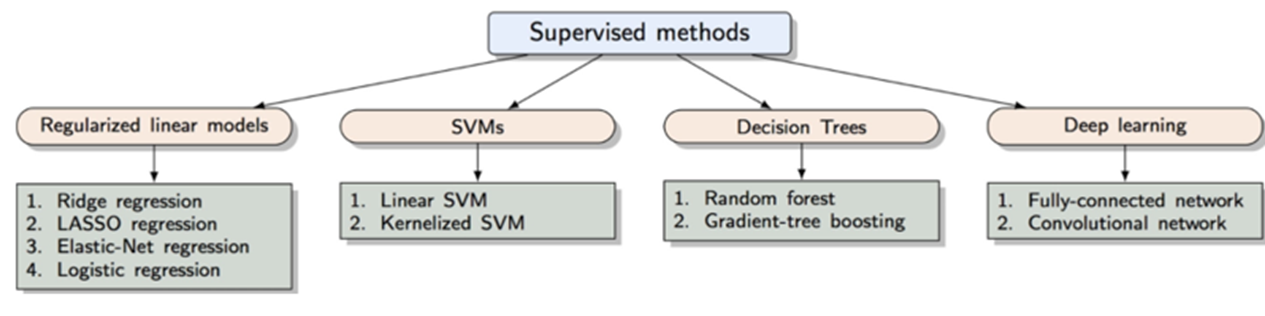 Supervised methods
Regularized linear models
SVMs
Decision Trees
Deep learning
1. Ridge regression
2. LASSO regression
3. Elastic-Net regression
4. Logistic regression
1. Linear SVM
2. Kernelized SVM
1. Random forest
2. Gradient-tree boosting
1. Fully-connected network
2. Convolutional network